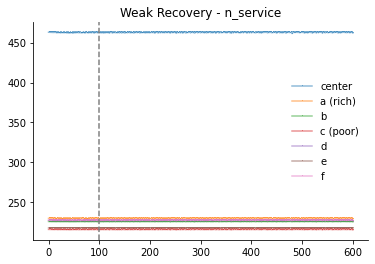 Weak Recovery - n_service
450
400
350
300
250
0 100 200 300 400 500 600
center
a (rich)
b
c (poor)
d
e
f